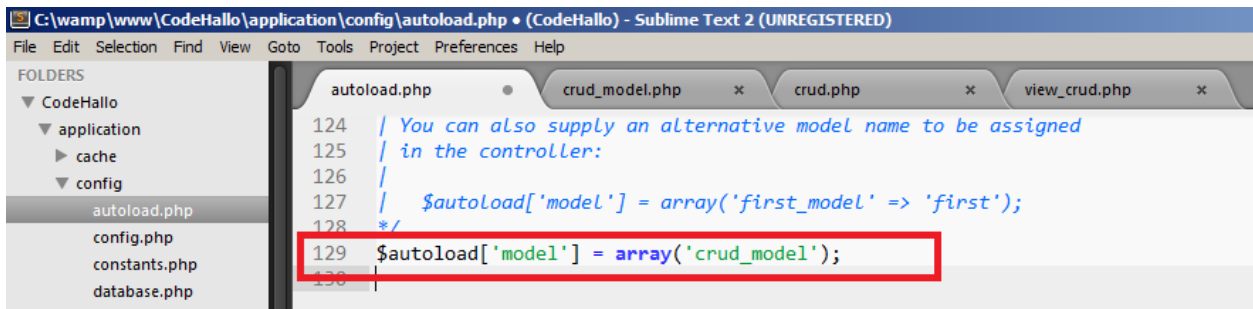 C:\wamp\www\CodeHallo\application\config\autoload.php • (CodeHallo) - Sublime Text 2 (UNREGISTERED)
File Edit Selection Find View Goto Tools Project Preferences Help
FOLDERS
CodeHallo
application
cache
config
autoload.php
config.php
constants.php
database.php
autoload.php crud_model.php crud.php view_crud.php
124 | You can also supply an alternative model name to be assigned
125 | in the controller:
126 |
127 | $autoload['model'] = array('first_model' => 'first');
128 */
129 $autoload['model'] = array('crud_model');
130